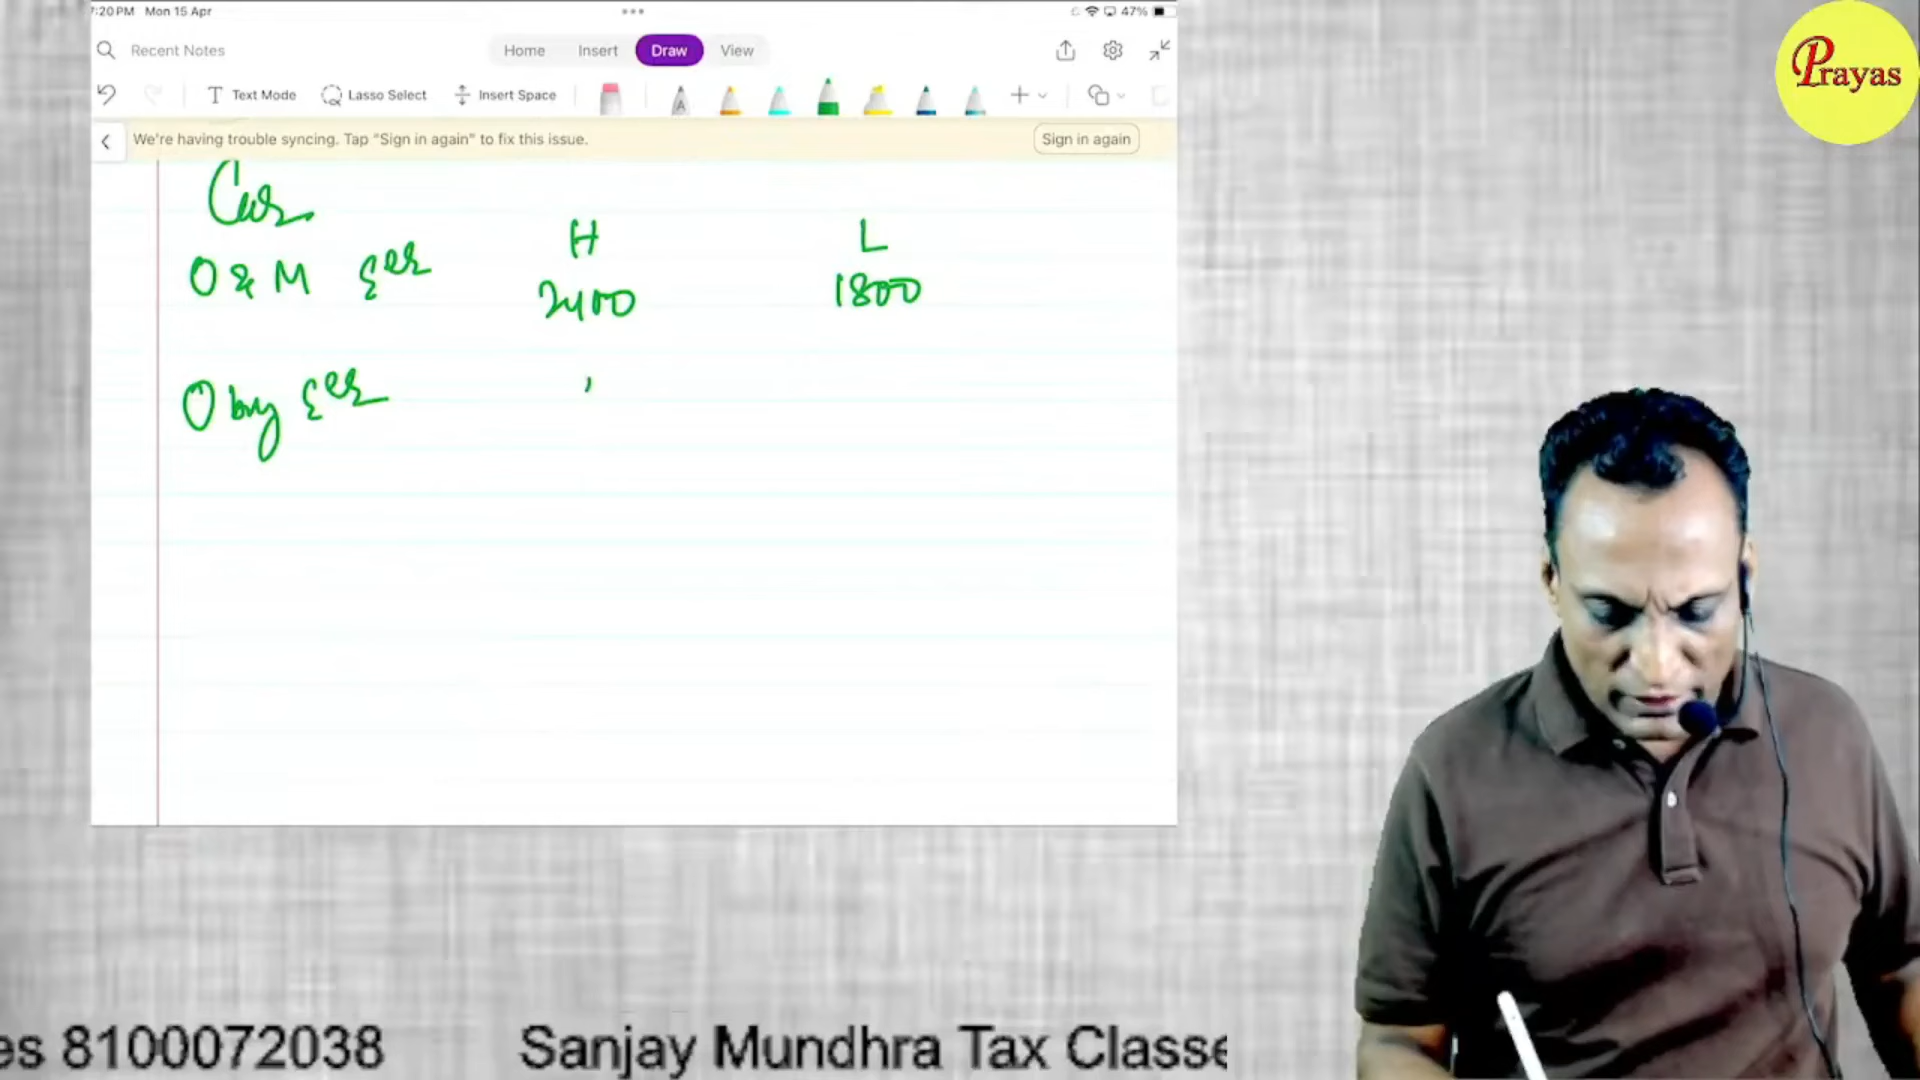 7:20 PM Mon 15 Apr
47%
Recent Notes
Home Insert Draw View
Text Mode Lasso Select Insert Space
We're having trouble syncing. Tap "Sign in again" to fix this issue.
Sign in again
Prayas
Car
H L
O & M
2400 1800
O by
es 8100072038 Sanjay Mundhra Tax Classe